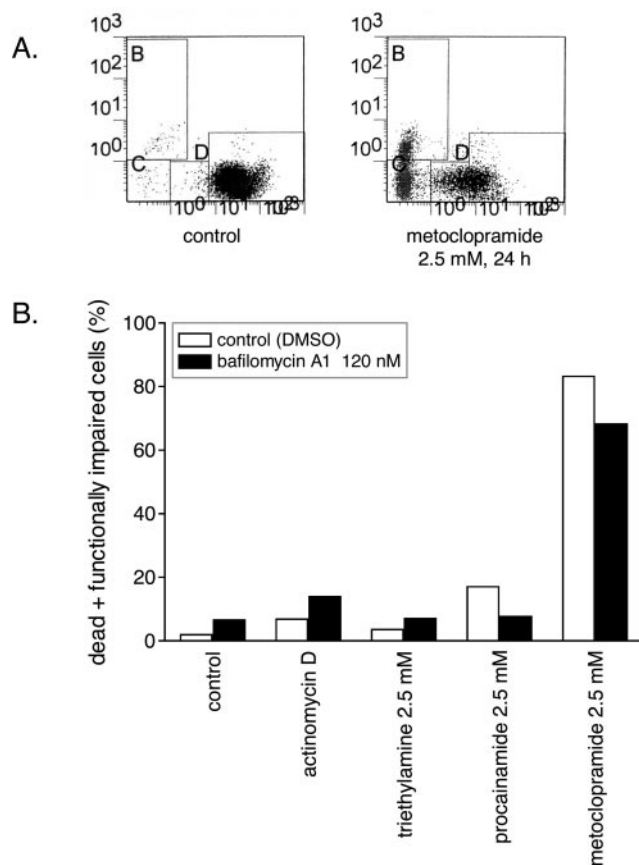 A.
10³
10²
10¹
10⁰
B
C
D
10⁰ 10¹
control
10³
10²
10¹
10⁰
B
C
D
10⁰ 10¹
metoclopramide
2.5 mM, 24 h
B.
dead + functionally impaired cells (%)
100
80
60
40
20
0
control (DMSO)
bafilomycin A1 120 nM
control
actinomycin D
triethylamine 2.5 mM
procainamide 2.5 mM
metoclopramide 2.5 mM